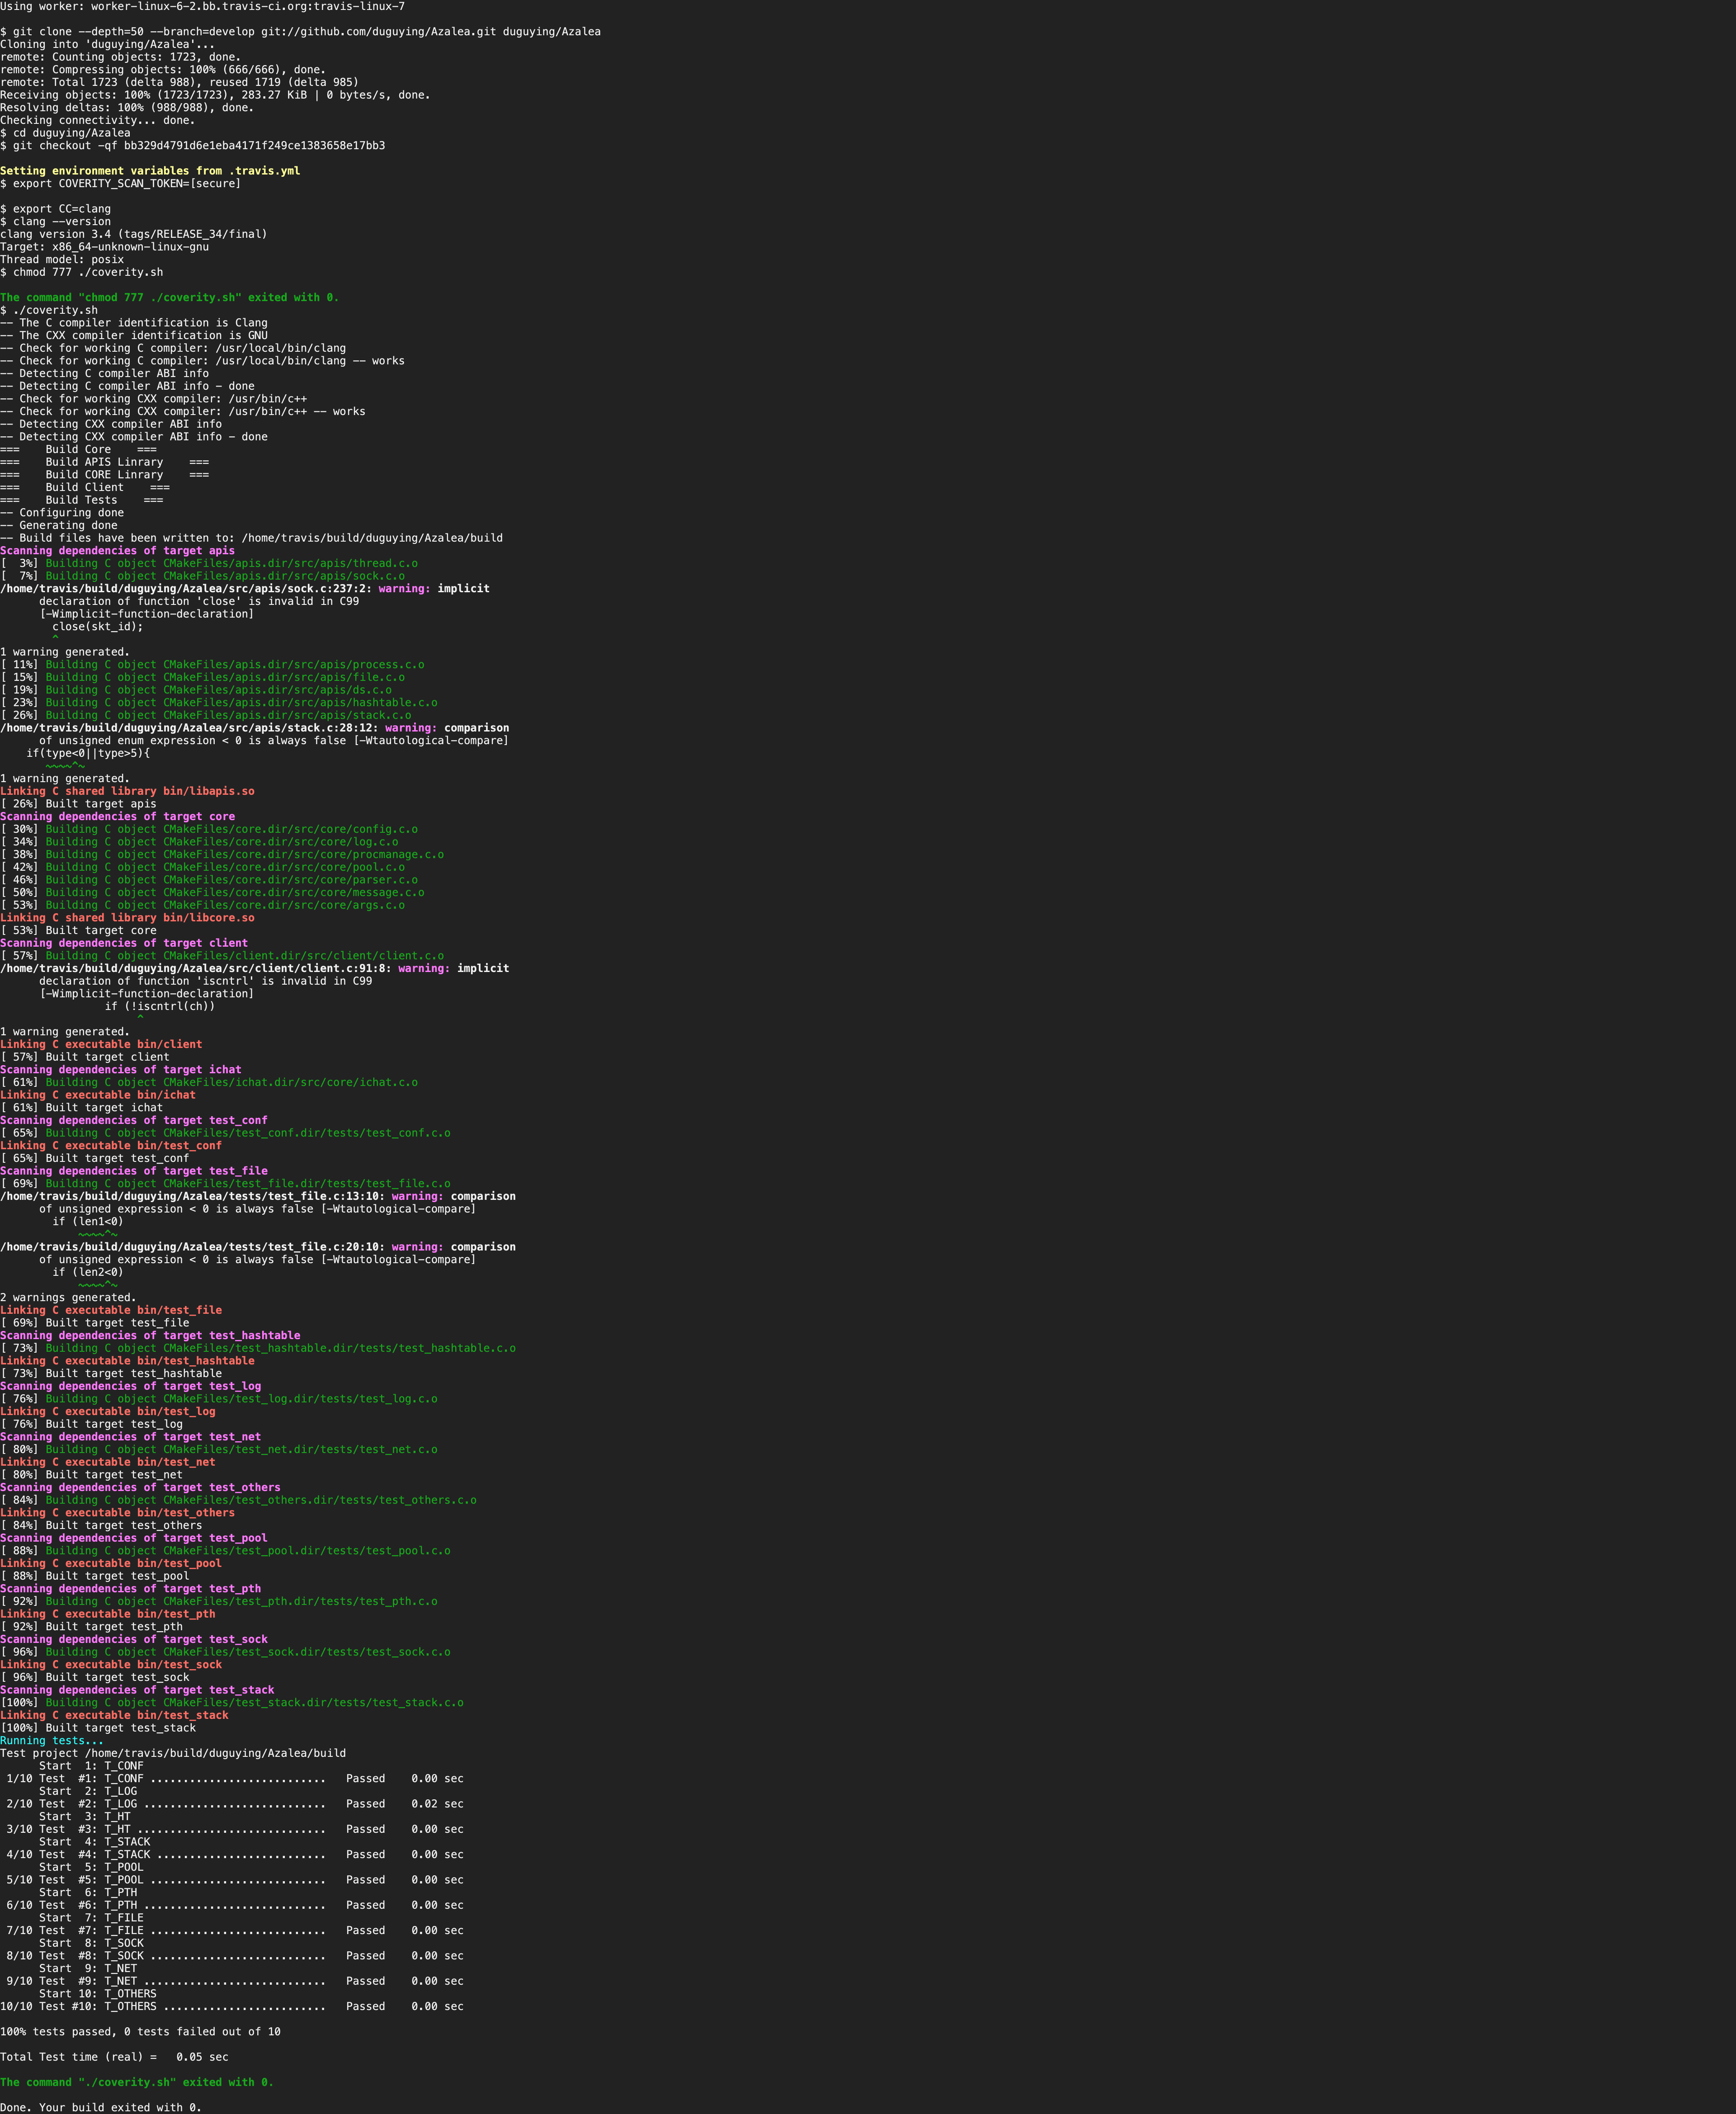 Using worker: worker-linux-6-2.bb.travis-ci.org:travis-linux-7
$ git clone --depth=50 --branch=develop git://github.com/duguying/Azalea.git duguying/Azalea
Cloning into 'duguying/Azalea'...
remote: Counting objects: 1723, done.
remote: Compressing objects: 100% (666/666), done.
remote: Total 1723 (delta 988), reused 1719 (delta 985)
Receiving objects: 100% (1723/1723), 283.27 KiB | 0 bytes/s, done.
Resolving deltas: 100% (988/988), done.
Checking connectivity... done.
$ cd duguying/Azalea
$ git checkout -qf bb329d4791d6e1eba4171f249ce1383658e17bb3
Setting environment variables from .travis.yml
$ export COVERITY_SCAN_TOKEN=[secure]
$ export CC=clang
$ clang --version
clang version 3.4 (tags/RELEASE_34/final)
Target: x86_64-unknown-linux-gnu
Thread model: posix
$ chmod 777 ./coverity.sh
The command "chmod 777 ./coverity.sh" exited with 0.
$ ./coverity.sh
-- The C compiler identification is Clang
-- The CXX compiler identification is GNU
-- Check for working C compiler: /usr/local/bin/clang
-- Check for working C compiler: /usr/local/bin/clang -- works
-- Detecting C compiler ABI info
-- Detecting C compiler ABI info - done
-- Check for working CXX compiler: /usr/bin/c++
-- Check for working CXX compiler: /usr/bin/c++ -- works
-- Detecting CXX compiler ABI info
-- Detecting CXX compiler ABI info - done
===    Build Core    ===
===    Build APIS Linrary    ===
===    Build CORE Linrary    ===
===    Build Client    ===
===    Build Tests    ===
-- Configuring done
-- Generating done
-- Build files have been written to: /home/travis/build/duguying/Azalea/build
Scanning dependencies of target apis
[  3%] Building C object CMakeFiles/apis.dir/src/apis/thread.c.o
[  7%] Building C object CMakeFiles/apis.dir/src/apis/sock.c.o
/home/travis/build/duguying/Azalea/src/apis/sock.c:237:2: warning: implicit
      declaration of function 'close' is invalid in C99
      [-Wimplicit-function-declaration]
        close(skt_id);
        ^
1 warning generated.
[ 11%] Building C object CMakeFiles/apis.dir/src/apis/process.c.o
[ 15%] Building C object CMakeFiles/apis.dir/src/apis/file.c.o
[ 19%] Building C object CMakeFiles/apis.dir/src/apis/ds.c.o
[ 23%] Building C object CMakeFiles/apis.dir/src/apis/hashtable.c.o
[ 26%] Building C object CMakeFiles/apis.dir/src/apis/stack.c.o
/home/travis/build/duguying/Azalea/src/apis/stack.c:28:12: warning: comparison
      of unsigned enum expression < 0 is always false [-Wtautological-compare]
    if(type<0||type>5){
       ~~~~^~
1 warning generated.
Linking C shared library bin/libapis.so
[ 26%] Built target apis
Scanning dependencies of target core
[ 30%] Building C object CMakeFiles/core.dir/src/core/config.c.o
[ 34%] Building C object CMakeFiles/core.dir/src/core/log.c.o
[ 38%] Building C object CMakeFiles/core.dir/src/core/procmanage.c.o
[ 42%] Building C object CMakeFiles/core.dir/src/core/pool.c.o
[ 46%] Building C object CMakeFiles/core.dir/src/core/parser.c.o
[ 50%] Building C object CMakeFiles/core.dir/src/core/message.c.o
[ 53%] Building C object CMakeFiles/core.dir/src/core/args.c.o
Linking C shared library bin/libcore.so
[ 53%] Built target core
Scanning dependencies of target client
[ 57%] Building C object CMakeFiles/client.dir/src/client/client.c.o
/home/travis/build/duguying/Azalea/src/client/client.c:91:8: warning: implicit
      declaration of function 'iscntrl' is invalid in C99
      [-Wimplicit-function-declaration]
                if (!iscntrl(ch))
                     ^
1 warning generated.
Linking C executable bin/client
[ 57%] Built target client
Scanning dependencies of target ichat
[ 61%] Building C object CMakeFiles/ichat.dir/src/core/ichat.c.o
Linking C executable bin/ichat
[ 61%] Built target ichat
Scanning dependencies of target test_conf
[ 65%] Building C object CMakeFiles/test_conf.dir/tests/test_conf.c.o
Linking C executable bin/test_conf
[ 65%] Built target test_conf
Scanning dependencies of target test_file
[ 69%] Building C object CMakeFiles/test_file.dir/tests/test_file.c.o
/home/travis/build/duguying/Azalea/tests/test_file.c:13:10: warning: comparison
      of unsigned expression < 0 is always false [-Wtautological-compare]
        if (len1<0)
            ~~~~^~
/home/travis/build/duguying/Azalea/tests/test_file.c:20:10: warning: comparison
      of unsigned expression < 0 is always false [-Wtautological-compare]
        if (len2<0)
            ~~~~^~
2 warnings generated.
Linking C executable bin/test_file
[ 69%] Built target test_file
Scanning dependencies of target test_hashtable
[ 73%] Building C object CMakeFiles/test_hashtable.dir/tests/test_hashtable.c.o
Linking C executable bin/test_hashtable
[ 73%] Built target test_hashtable
Scanning dependencies of target test_log
[ 76%] Building C object CMakeFiles/test_log.dir/tests/test_log.c.o
Linking C executable bin/test_log
[ 76%] Built target test_log
Scanning dependencies of target test_net
[ 80%] Building C object CMakeFiles/test_net.dir/tests/test_net.c.o
Linking C executable bin/test_net
[ 80%] Built target test_net
Scanning dependencies of target test_others
[ 84%] Building C object CMakeFiles/test_others.dir/tests/test_others.c.o
Linking C executable bin/test_others
[ 84%] Built target test_others
Scanning dependencies of target test_pool
[ 88%] Building C object CMakeFiles/test_pool.dir/tests/test_pool.c.o
Linking C executable bin/test_pool
[ 88%] Built target test_pool
Scanning dependencies of target test_pth
[ 92%] Building C object CMakeFiles/test_pth.dir/tests/test_pth.c.o
Linking C executable bin/test_pth
[ 92%] Built target test_pth
Scanning dependencies of target test_sock
[ 96%] Building C object CMakeFiles/test_sock.dir/tests/test_sock.c.o
Linking C executable bin/test_sock
[ 96%] Built target test_sock
Scanning dependencies of target test_stack
[100%] Building C object CMakeFiles/test_stack.dir/tests/test_stack.c.o
Linking C executable bin/test_stack
[100%] Built target test_stack
Running tests...
Test project /home/travis/build/duguying/Azalea/build
      Start  1: T_CONF
 1/10 Test  #1: T_CONF ...........................   Passed    0.00 sec
      Start  2: T_LOG
 2/10 Test  #2: T_LOG ............................   Passed    0.02 sec
      Start  3: T_HT
 3/10 Test  #3: T_HT .............................   Passed    0.00 sec
      Start  4: T_STACK
 4/10 Test  #4: T_STACK ..........................   Passed    0.00 sec
      Start  5: T_POOL
 5/10 Test  #5: T_POOL ...........................   Passed    0.00 sec
      Start  6: T_PTH
 6/10 Test  #6: T_PTH ............................   Passed    0.00 sec
      Start  7: T_FILE
 7/10 Test  #7: T_FILE ...........................   Passed    0.00 sec
      Start  8: T_SOCK
 8/10 Test  #8: T_SOCK ...........................   Passed    0.00 sec
      Start  9: T_NET
 9/10 Test  #9: T_NET ............................   Passed    0.00 sec
      Start 10: T_OTHERS
10/10 Test #10: T_OTHERS .........................   Passed    0.00 sec
100% tests passed, 0 tests failed out of 10
Total Test time (real) =   0.05 sec
The command "./coverity.sh" exited with 0.
Done. Your build exited with 0.